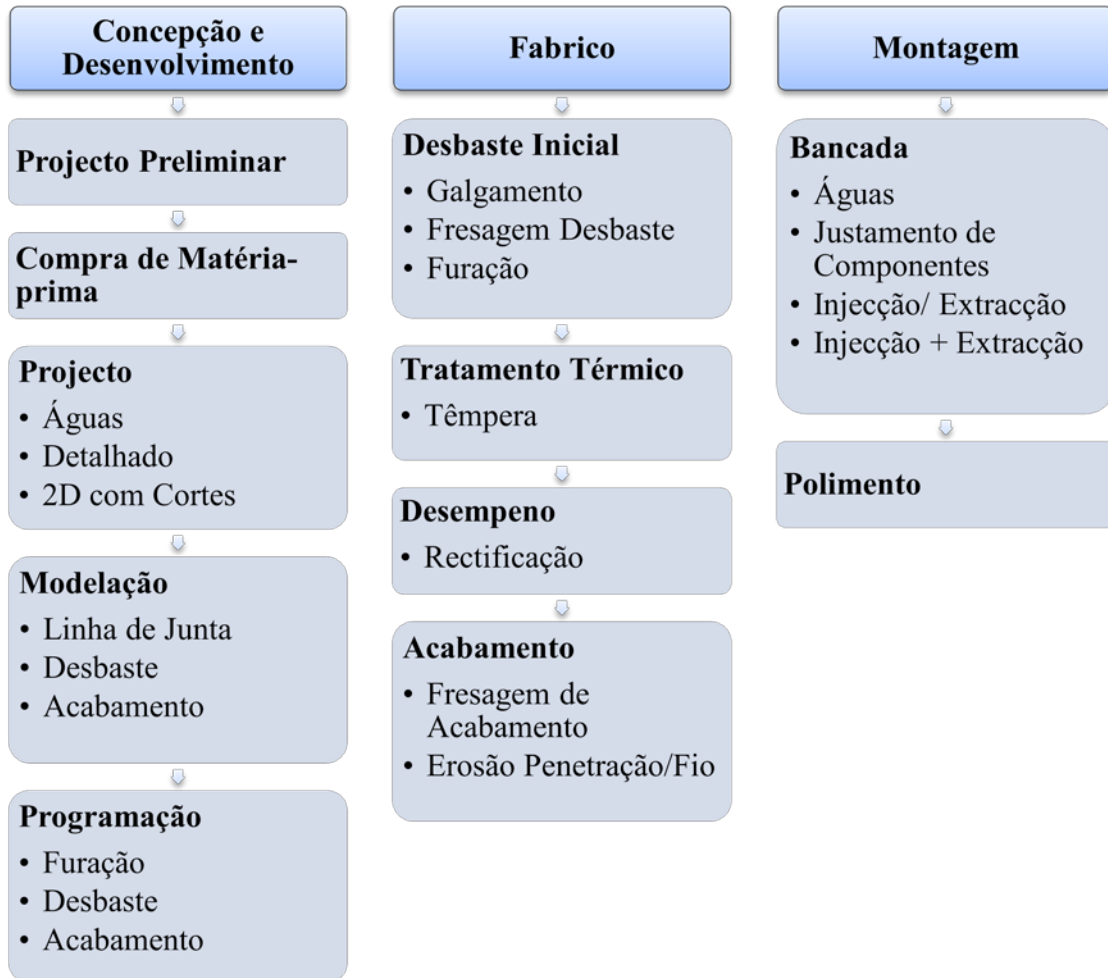 Concepção e
Desenvolvimento
Projecto Preliminar
Compra de Matéria-
prima
Projecto
• Águas
• Detalhado
• 2D com Cortes
Modelação
• Linha de Junta
• Desbaste
• Acabamento
Programação
• Furação
• Desbaste
• Acabamento
Fabrico
Desbaste Inicial
• Galgamento
• Fresagem Desbaste
• Furação
Tratamento Térmico
• Têmpera
Desempeno
• Rectificação
Acabamento
• Fresagem de
Acabamento
• Erosão Penetração/Fio
Montagem
Bancada
• Águas
• Justamento de
Componentes
• Injecção/ Extracção
• Injecção + Extracção
Polimento